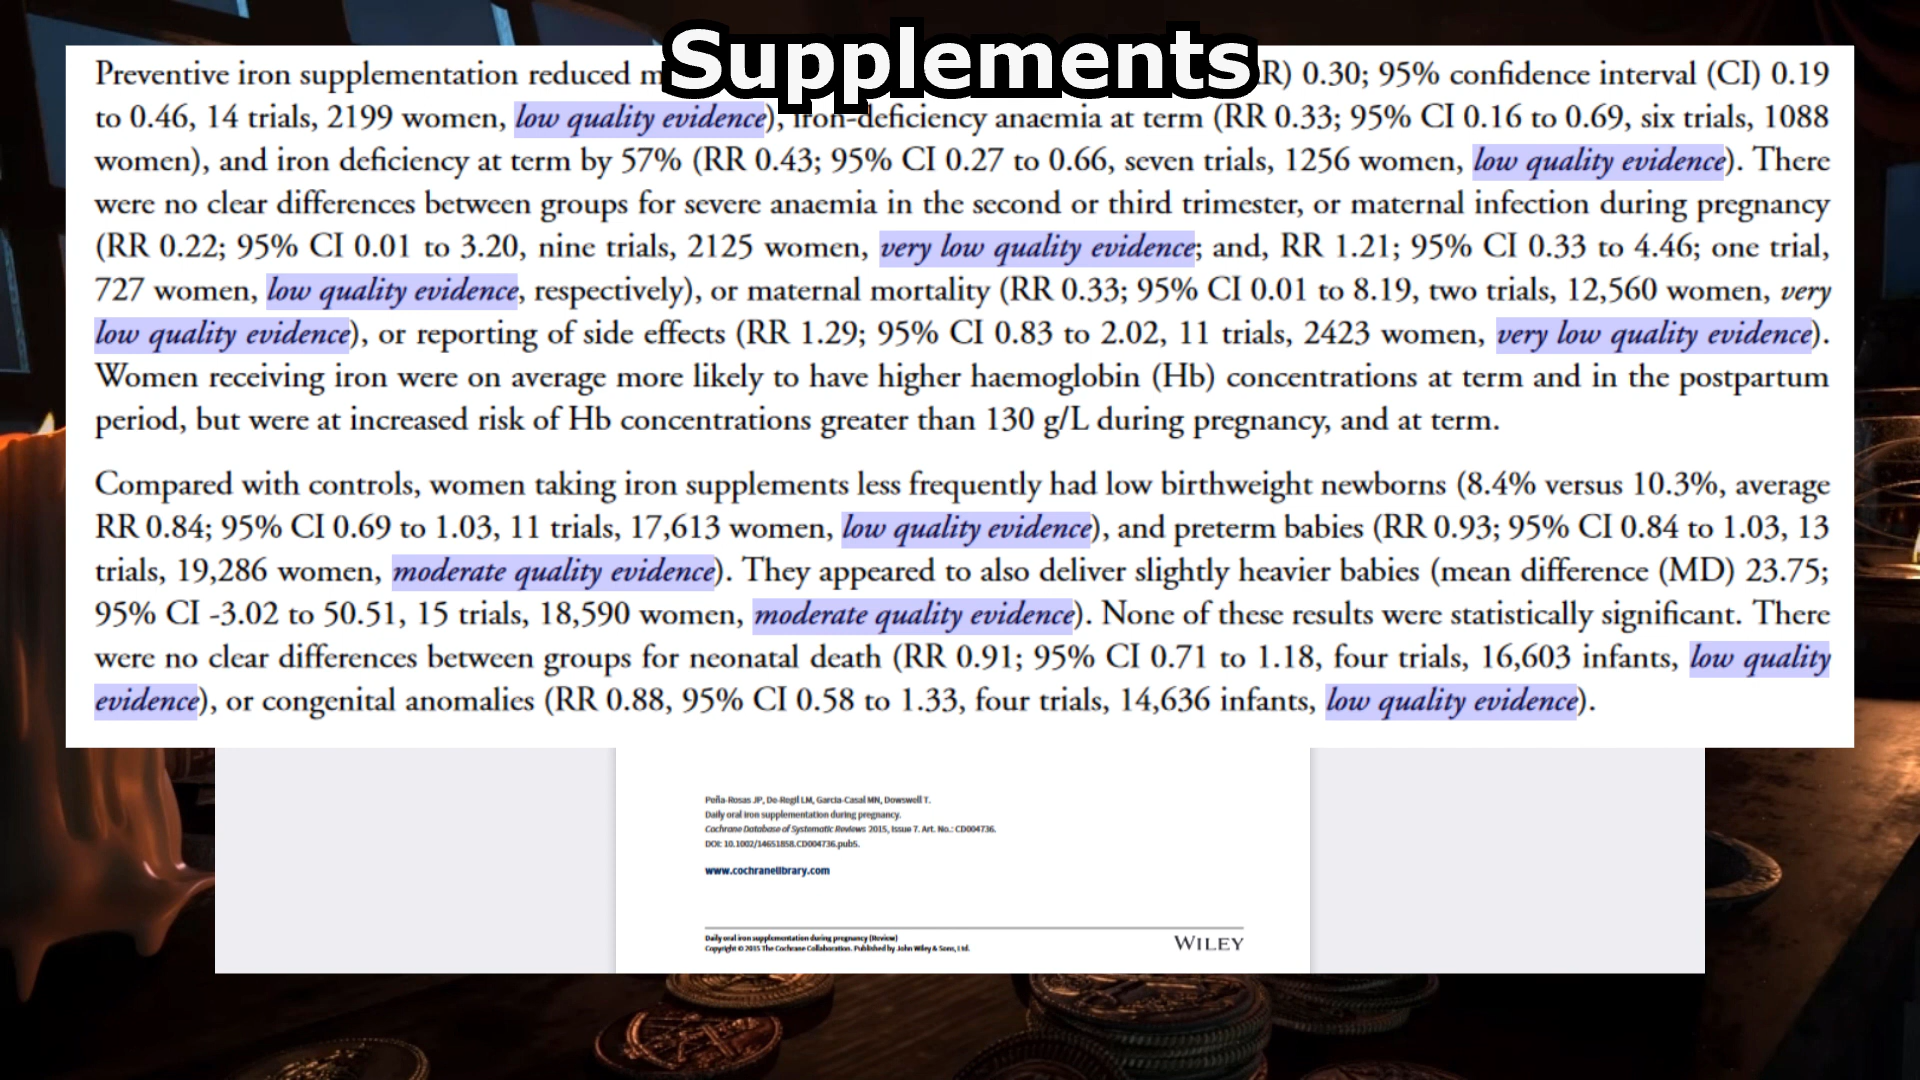 Supplements
Preventive iron supplementation reduced m R) 0.30; 95% confidence interval (CI) 0.19
to 0.46, 14 trials, 2199 women, low quality evidence), iron-deficiency anaemia at term (RR 0.33; 95% CI 0.16 to 0.69, six trials, 1088
women), and iron deficiency at term by 57% (RR 0.43; 95% CI 0.27 to 0.66, seven trials, 1256 women, low quality evidence). There
were no clear differences between groups for severe anaemia in the second or third trimester, or maternal infection during pregnancy
(RR 0.22; 95% CI 0.01 to 3.20, nine trials, 2125 women, very low quality evidence; and, RR 1.21; 95% CI 0.33 to 4.46; one trial,
727 women, low quality evidence, respectively), or maternal mortality (RR 0.33; 95% CI 0.01 to 8.19, two trials, 12,560 women, very
low quality evidence), or reporting of side effects (RR 1.29; 95% CI 0.83 to 2.02, 11 trials, 2423 women, very low quality evidence).
Women receiving iron were on average more likely to have higher haemoglobin (Hb) concentrations at term and in the postpartum
period, but were at increased risk of Hb concentrations greater than 130 g/L during pregnancy, and at term.
Compared with controls, women taking iron supplements less frequently had low birthweight newborns (8.4% versus 10.3%, average
RR 0.84; 95% CI 0.69 to 1.03, 11 trials, 17,613 women, low quality evidence), and preterm babies (RR 0.93; 95% CI 0.84 to 1.03, 13
trials, 19,286 women, moderate quality evidence). They appeared to also deliver slightly heavier babies (mean difference (MD) 23.75;
95% CI -3.02 to 50.51, 15 trials, 18,590 women, moderate quality evidence). None of these results were statistically significant. There
were no clear differences between groups for neonatal death (RR 0.91; 95% CI 0.71 to 1.18, four trials, 16,603 infants, low quality
evidence), or congenital anomalies (RR 0.88, 95% CI 0.58 to 1.33, four trials, 14,636 infants, low quality evidence).
Peña-Rosas JP, De-Regil LM, Garcia-Casal MN, Dowswell T.
Daily oral iron supplementation during pregnancy.
Cochrane Database of Systematic Reviews 2015, Issue 7. Art. No.: CD004736.
DOI: 10.1002/14651858.CD004736.pub5.
www.cochranelibrary.com
Daily oral iron supplementation during pregnancy (Review)
Copyright © 2015 The Cochrane Collaboration. Published by John Wiley & Sons, Ltd.
WILEY